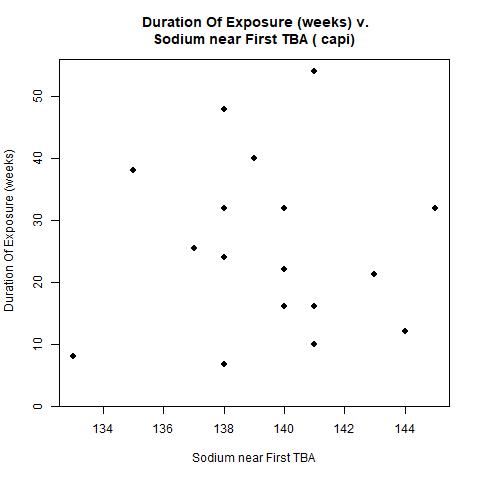 Duration Of Exposure (weeks) v.
Sodium near First TBA ( capi)
Duration Of Exposure (weeks)
50
40
30
20
10
0
134 136 138 140 142 144
Sodium near First TBA